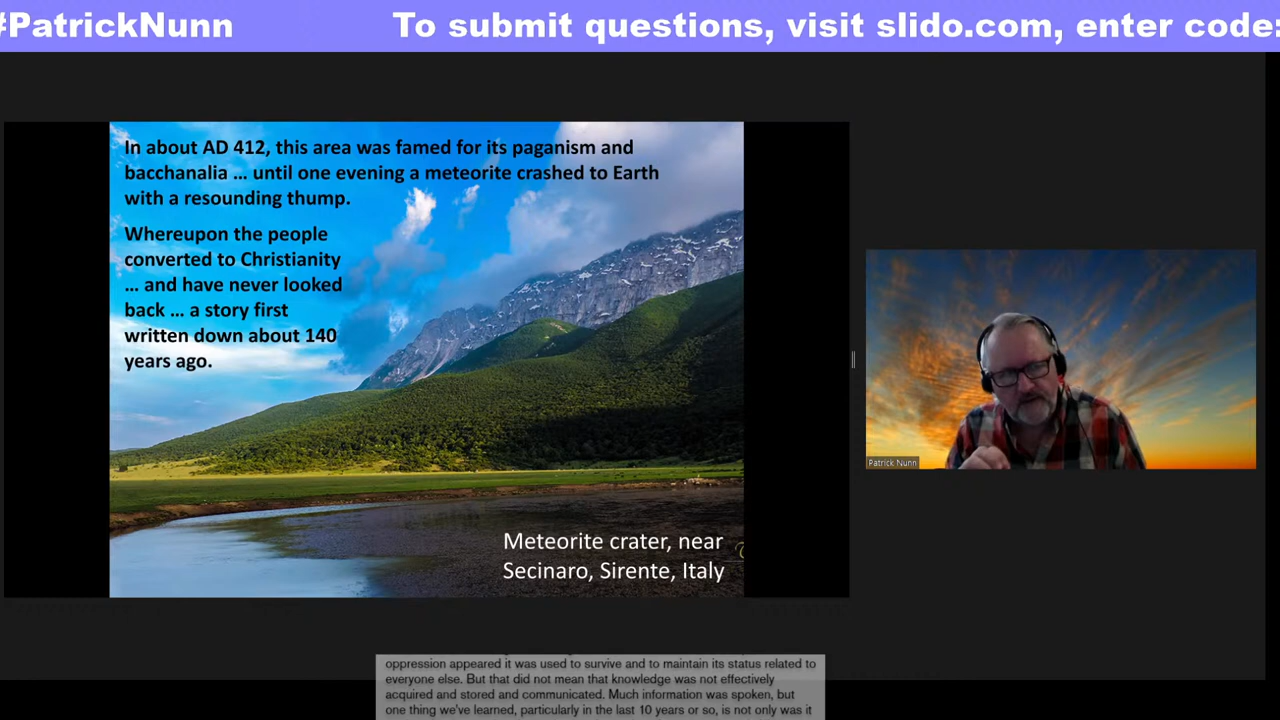 #PatrickNunn To submit questions, visit slido.com, enter code:
In about AD 412, this area was famed for its paganism and
bacchanalia … until one evening a meteorite crashed to Earth
with a resounding thump.
Whereupon the people
converted to Christianity
… and have never looked
back … a story first
written down about 140
years ago.
Meteorite crater, near
Secinaro, Sirente, Italy
Patrick Nunn
oppression appeared it was used to survive and to maintain its status related to
everyone else. But that did not mean that knowledge was not effectively
acquired and stored and communicated. Much information was spoken, but
one thing we've learned, particularly in the last 10 years or so, is not only was it